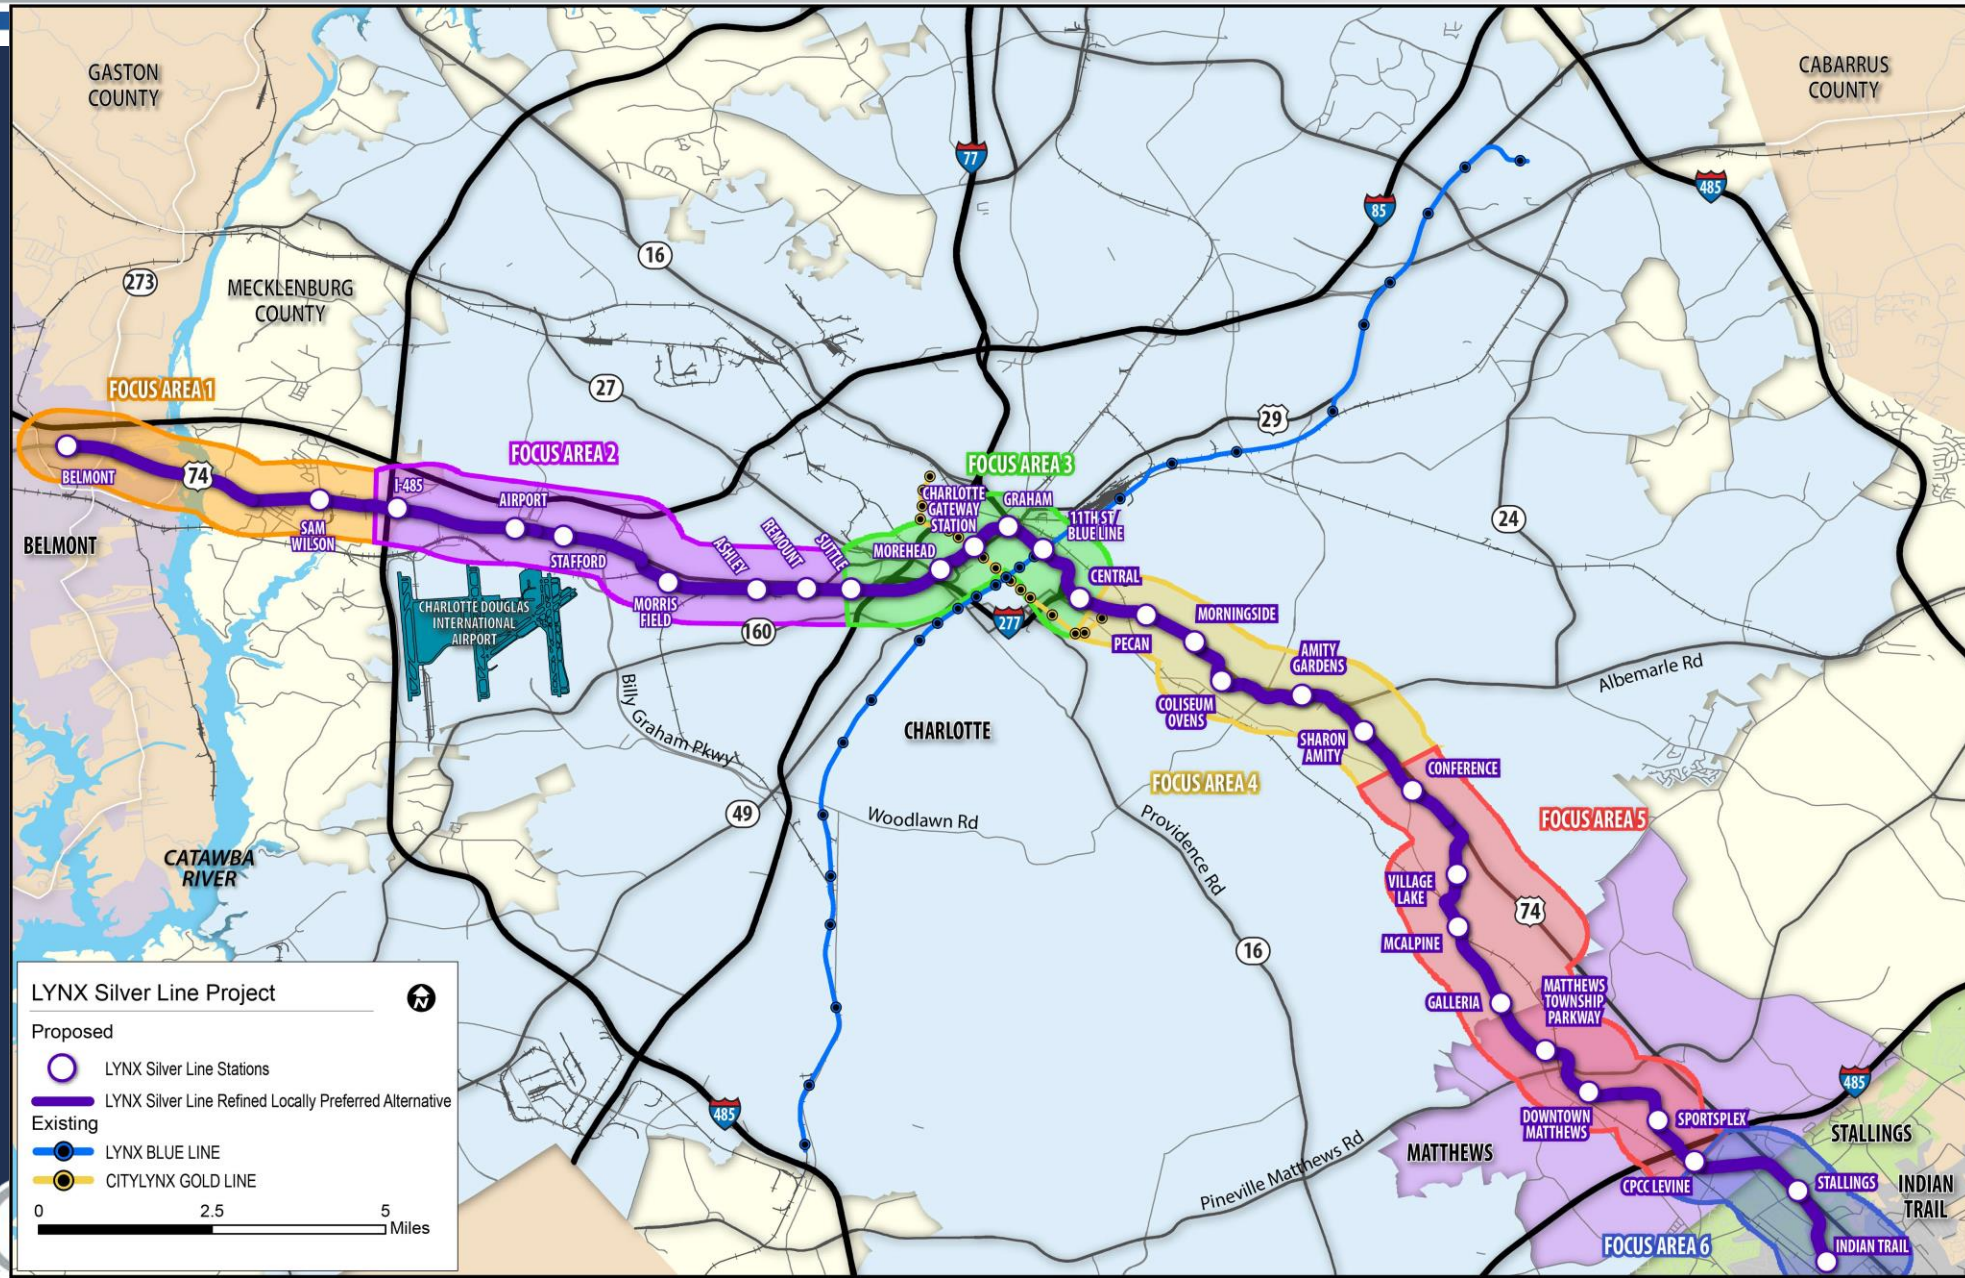 GASTON
COUNTY
CABARRUS
COUNTY
77
485
85
16
273
MECKLENBURG
COUNTY
FOCUS AREA 1
27
29
FOCUS AREA 2
FOCUS AREA 3
74
BELMONT
I-485
AIRPORT
CHARLOTTE
GATEWAY
STATION
GRAHAM
11TH ST/
BLUE LINE
24
SAM
WILSON
BELMONT
STAFFORD
ASHLEY
REMOUNT
SUTTLE
MOREHEAD
CENTRAL
CHARLOTTE DOUGLAS
INTERNATIONAL
AIRPORT
MORRIS
FIELD
160
277
PECAN
MORNINGSIDE
AMITY
GARDENS
Albemarle Rd
Billy Graham Pkwy
COLISEUM
OVENS
CHARLOTTE
SHARON
AMITY
CONFERENCE
FOCUS AREA 4
49
Woodlawn Rd
Providence Rd
FOCUS AREA 5
CATAWBA
RIVER
VILLAGE
LAKE
74
MCALPINE
16
GALLERIA
MATTHEWS
TOWNSHIP
PARKWAY
485
485
DOWNTOWN
MATTHEWS
SPORTSPLEX
STALLINGS
MATTHEWS
Pineville Matthews Rd
CPCC LEVINE
STALLINGS
INDIAN
TRAIL
FOCUS AREA 6
INDIAN TRAIL
LYNX Silver Line Project
N
Proposed
LYNX Silver Line Stations
LYNX Silver Line Refined Locally Preferred Alternative
Existing
LYNX BLUE LINE
CITYLYNX GOLD LINE
0 2.5 5
Miles